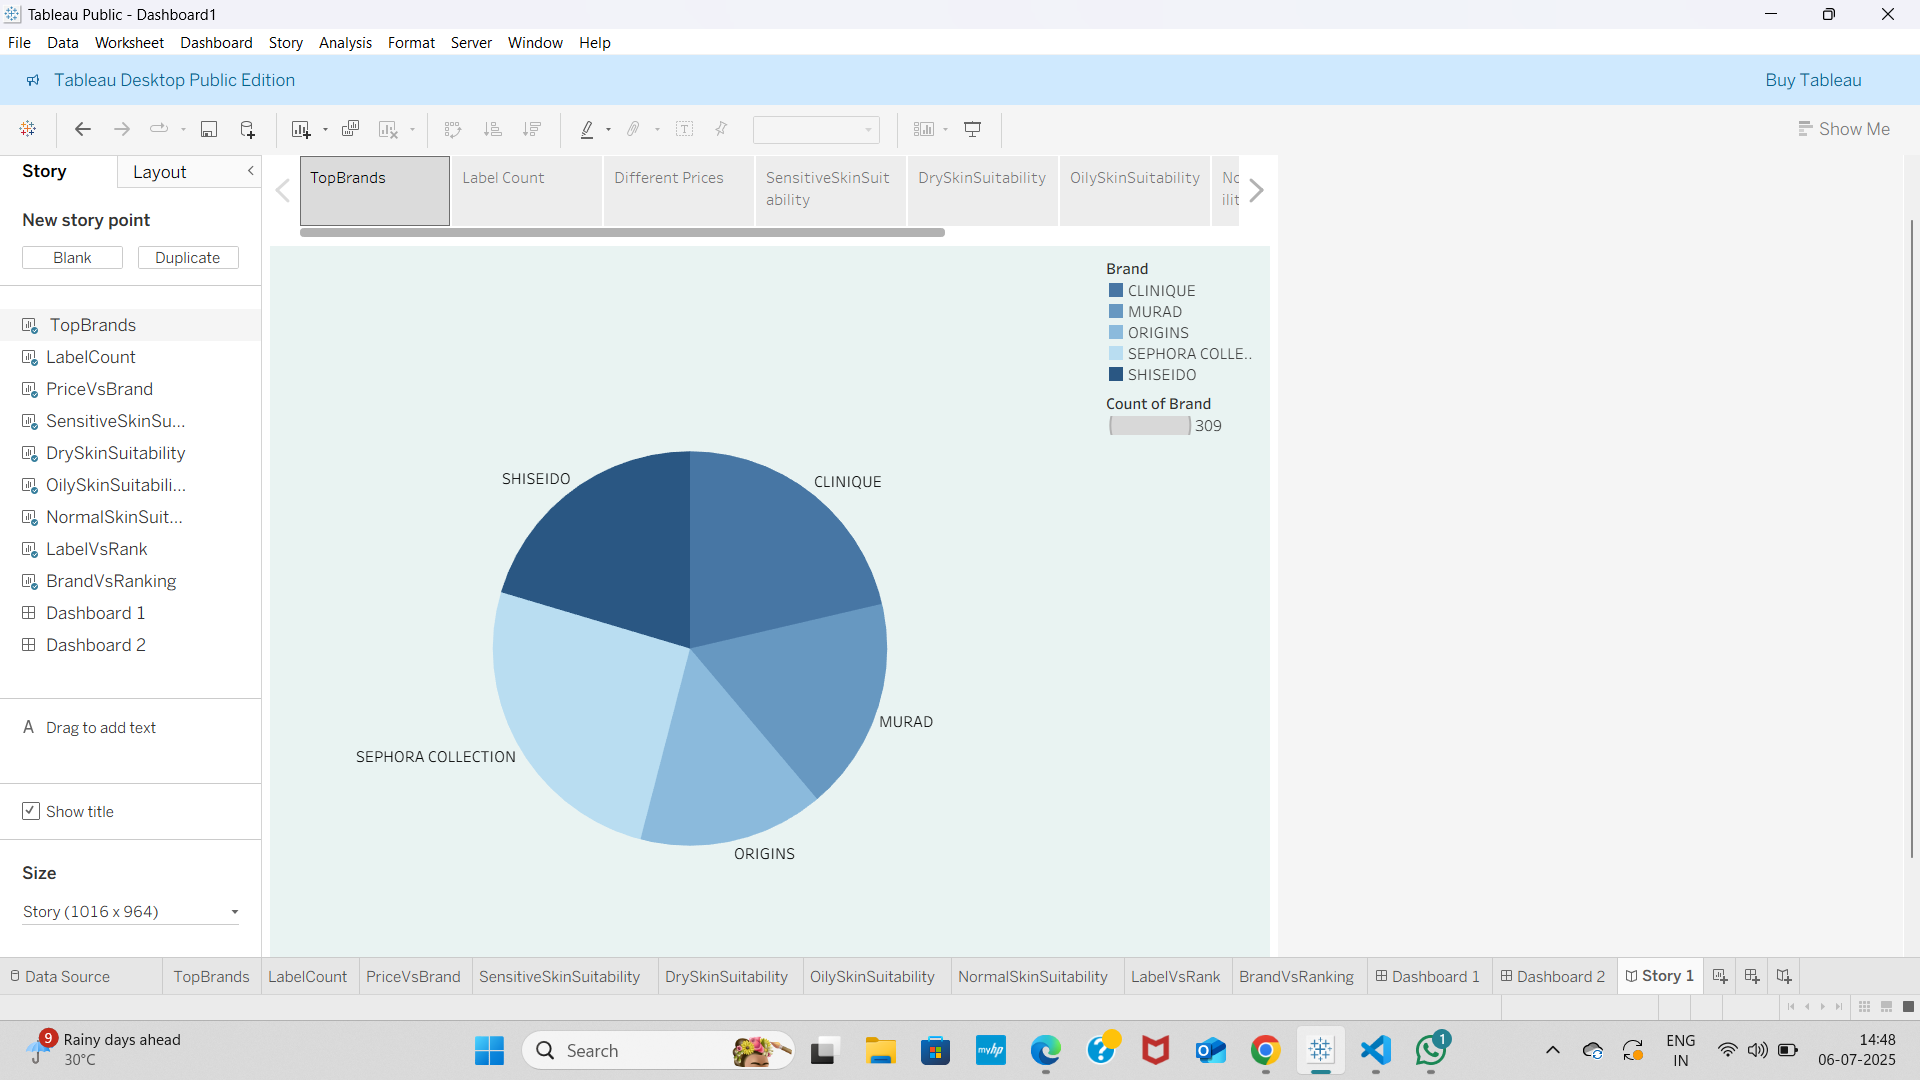 Tableau Public - Dashboard1
File Data Worksheet Dashboard Story Analysis Format Server Window Help
Tableau Desktop Public Edition
Buy Tableau
Show Me
Story
Layout
New story point
Blank
Duplicate
TopBrands
LabelCount
PriceVsBrand
SensitiveSkinSu...
DrySkinSuitability
OilySkinSuitabili...
NormalSkinSuit...
LabelVsRank
BrandVsRanking
Dashboard 1
Dashboard 2
A Drag to add text
Show title
Size
Story (1016 x 964)
TopBrands
Label Count
Different Prices
SensitiveSkinSuit
ability
DrySkinSuitability
OilySkinSuitability
Brand
CLINIQUE
MURAD
ORIGINS
SEPHORA COLLE..
SHISEIDO
Count of Brand
309
SHISEIDO
CLINIQUE
MURAD
SEPHORA COLLECTION
ORIGINS
Data Source TopBrands LabelCount PriceVsBrand SensitiveSkinSuitability DrySkinSuitability OilySkinSuitability NormalSkinSuitability LabelVsRank BrandVsRanking Dashboard 1 Dashboard 2 Story 1
9
Rainy days ahead
30°C
Search
myhp
1
ENG
IN
14:48
06-07-2025